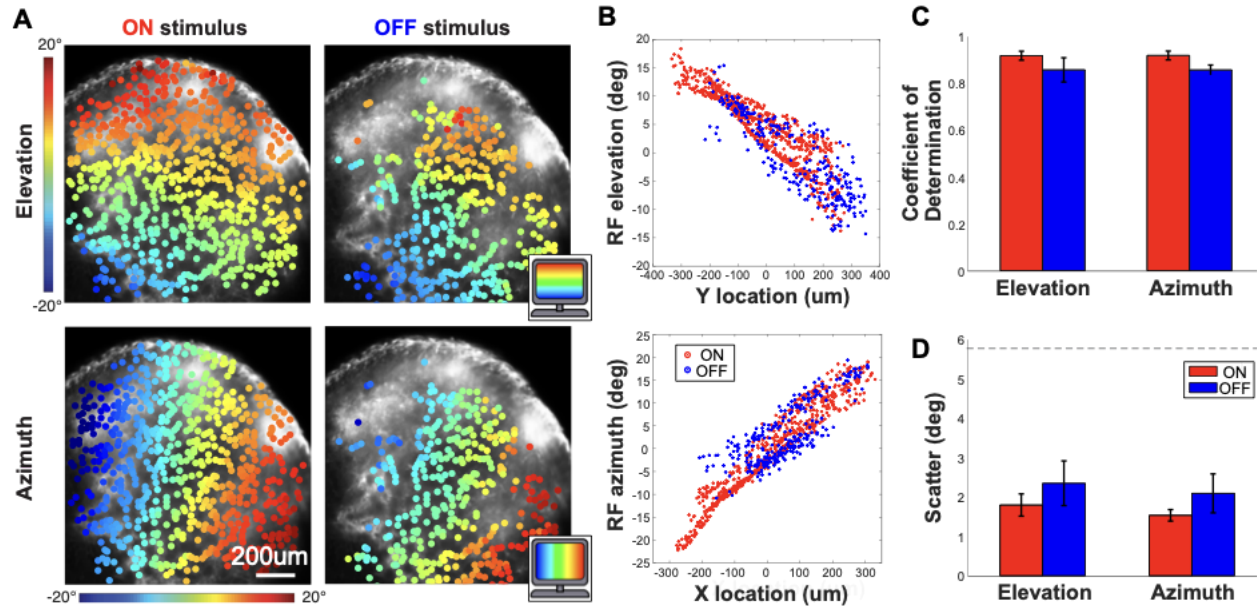 A
ON stimulus
OFF stimulus
20°
Elevation
-20°
Azimuth
200um
-20°
20°
B
20
15
10
5
0
-5
-10
-15
-20
RF elevation (deg)
-400 -300 -200 -100 0 100 200 300 400
Y location (um)
25
20
15
10
5
0
-5
-10
-15
-20
-25
RF azimuth (deg)
ON
OFF
-300 -200 -100 0 100 200 300
X location (um)
C
1
0.8
0.6
0.4
0.2
0
Coefficient of
Determination
Elevation Azimuth
D
6
5
4
3
2
1
0
Scatter (deg)
ON
OFF
Elevation Azimuth